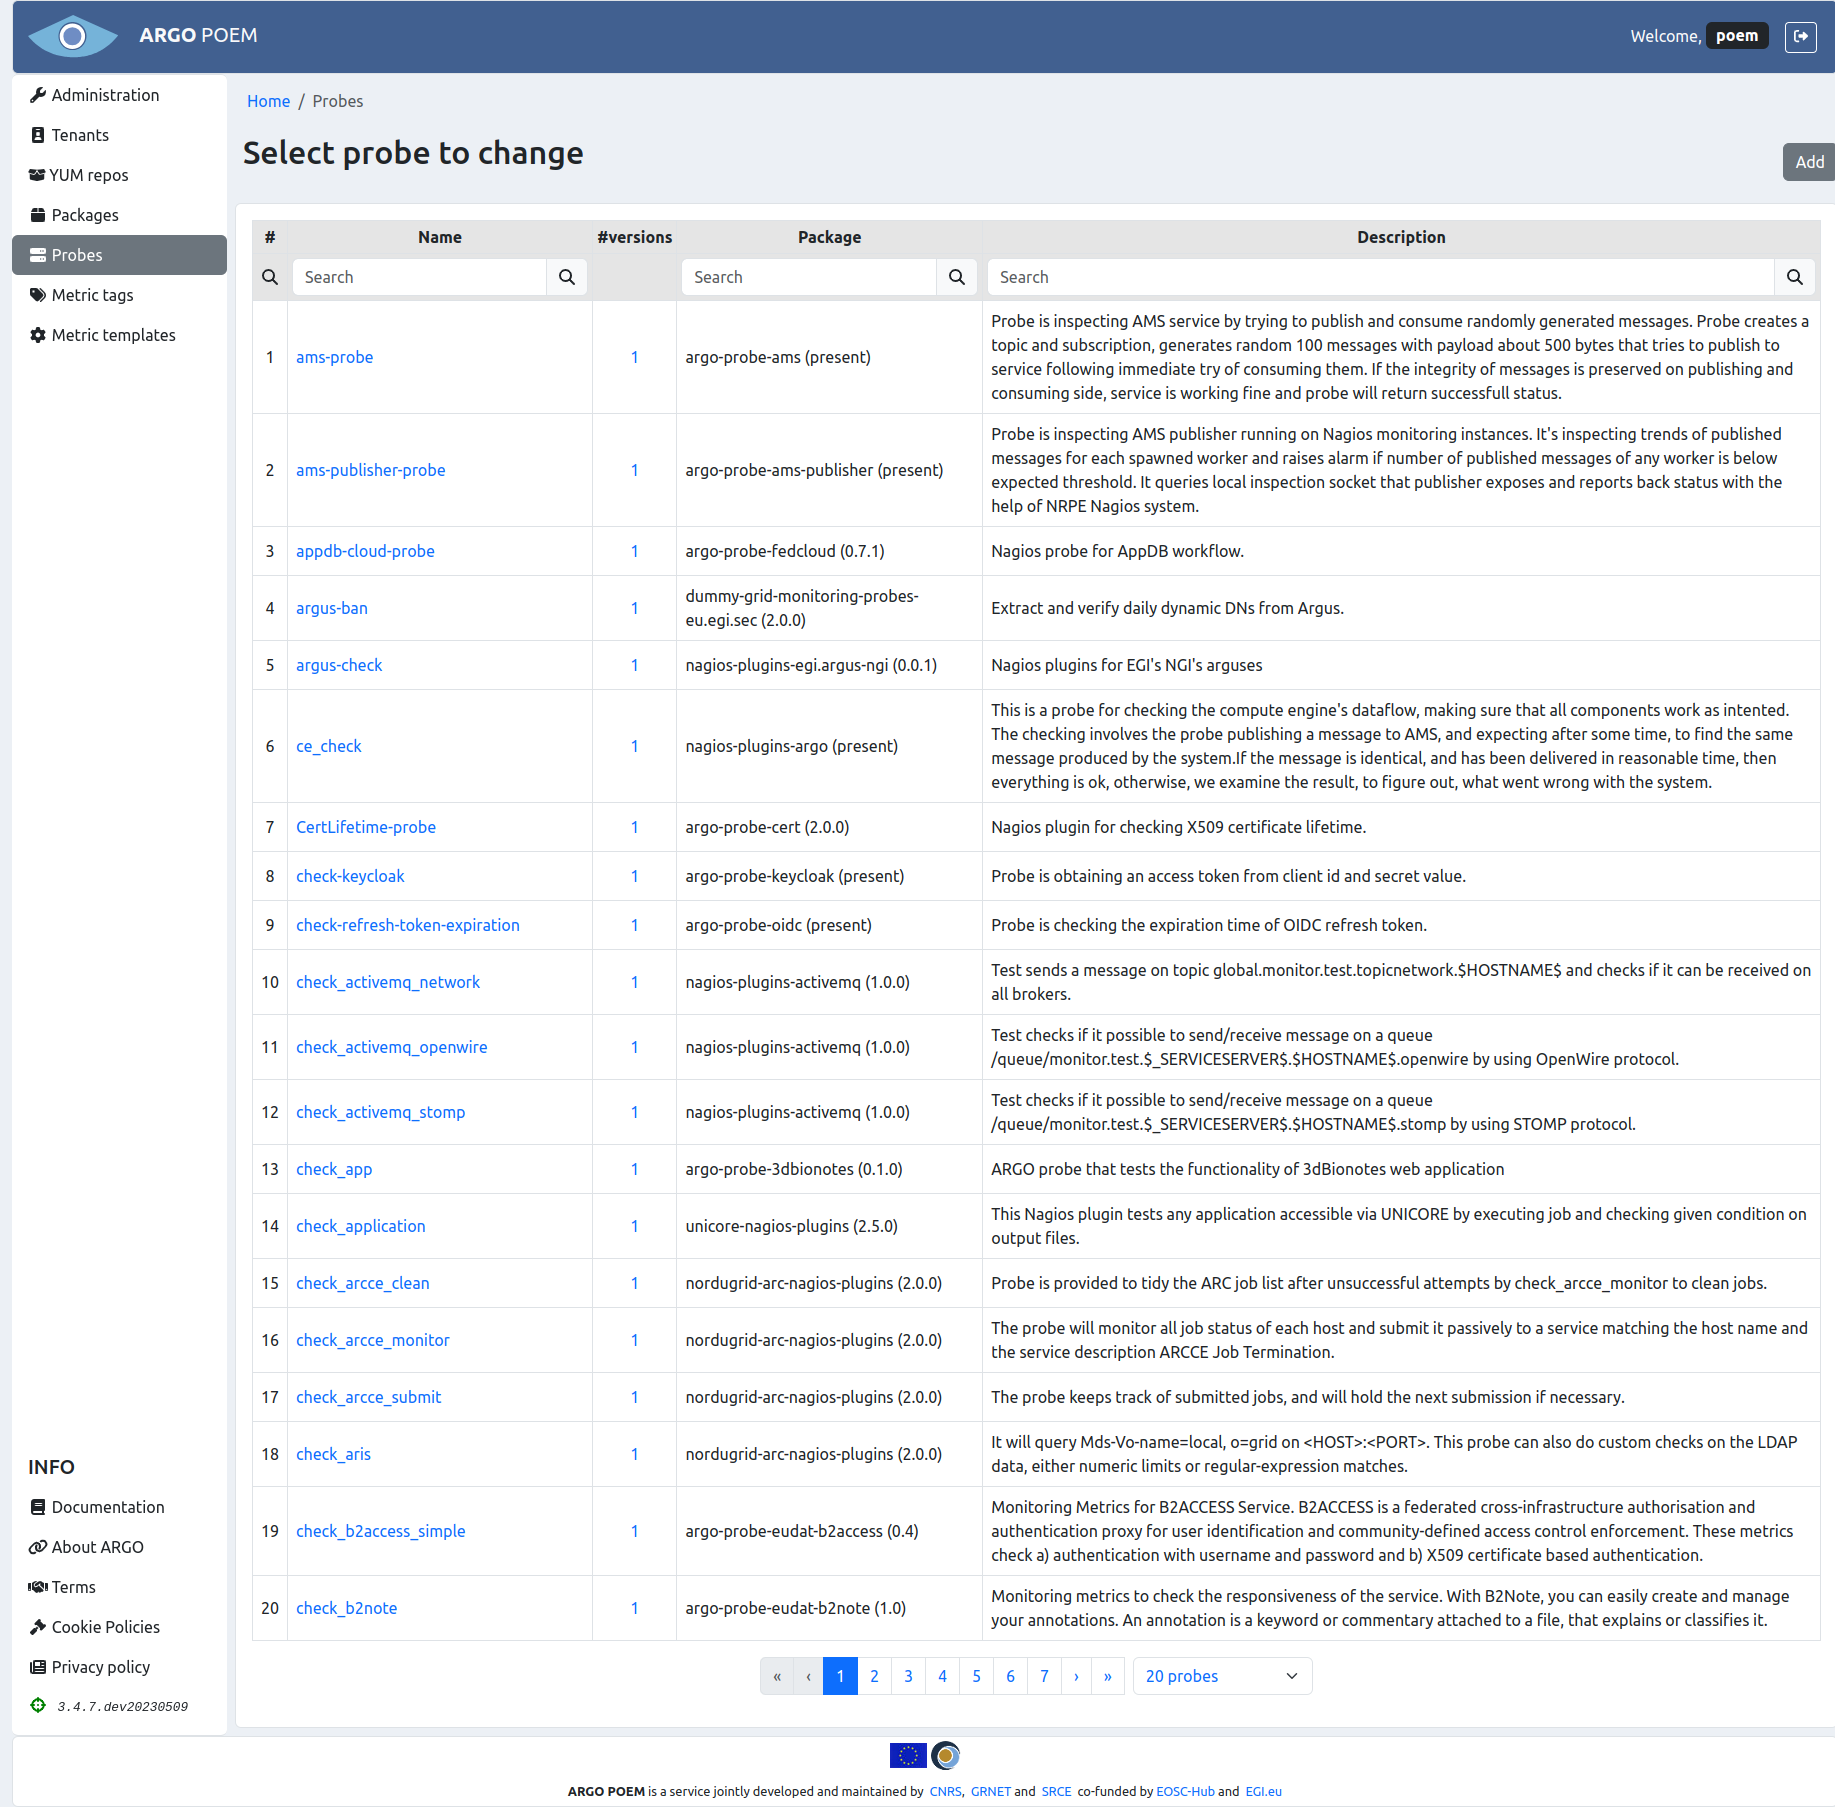 ARGO POEM
Welcome, poem
Administration
Tenants
YUM repos
Packages
Probes
Metric tags
Metric templates
Home / Probes
Select probe to change
Add
# Name #versions Package Description
Search Search Search
1 ams-probe 1 argo-probe-ams (present) Probe is inspecting AMS service by trying to publish and consume randomly generated messages. Probe creates a
topic and subscription, generates random 100 messages with payload about 500 bytes that tries to publish to
service following immediate try of consuming them. If the integrity of messages is preserved on publishing and
consuming side, service is working fine and probe will return successfull status.
2 ams-publisher-probe 1 argo-probe-ams-publisher (present) Probe is inspecting AMS publisher running on Nagios monitoring instances. It's inspecting trends of published
messages for each spawned worker and raises alarm if number of published messages of any worker is below
expected threshold. It queries local inspection socket that publisher exposes and reports back status with the
help of NRPE Nagios system.
3 appdb-cloud-probe 1 argo-probe-fedcloud (0.7.1) Nagios probe for AppDB workflow.
4 argus-ban 1 dummy-grid-monitoring-probes-
eu.egi.sec (2.0.0) Extract and verify daily dynamic DNs from Argus.
5 argus-check 1 nagios-plugins-egi.argus-ngi (0.0.1) Nagios plugins for EGI's NGI's arguses
6 ce_check 1 nagios-plugins-argo (present) This is a probe for checking the compute engine's dataflow, making sure that all components work as intented.
The checking involves the probe publishing a message to AMS, and expecting after some time, to find the same
message produced by the system.If the message is identical, and has been delivered in reasonable time, then
everything is ok, otherwise, we examine the result, to figure out, what went wrong with the system.
7 CertLifetime-probe 1 argo-probe-cert (2.0.0) Nagios plugin for checking X509 certificate lifetime.
8 check-keycloak 1 argo-probe-keycloak (present) Probe is obtaining an access token from client id and secret value.
9 check-refresh-token-expiration 1 argo-probe-oidc (present) Probe is checking the expiration time of OIDC refresh token.
10 check_activemq_network 1 nagios-plugins-activemq (1.0.0) Test sends a message on topic global.monitor.test.topicnetwork.$HOSTNAME$ and checks if it can be received on
all brokers.
11 check_activemq_openwire 1 nagios-plugins-activemq (1.0.0) Test checks if it possible to send/receive message on a queue
/queue/monitor.test.$_SERVICESERVER$.$HOSTNAME$.openwire by using OpenWire protocol.
12 check_activemq_stomp 1 nagios-plugins-activemq (1.0.0) Test checks if it possible to send/receive message on a queue
/queue/monitor.test.$_SERVICESERVER$.$HOSTNAME$.stomp by using STOMP protocol.
13 check_app 1 argo-probe-3dbionotes (0.1.0) ARGO probe that tests the functionality of 3dBionotes web application
14 check_application 1 unicore-nagios-plugins (2.5.0) This Nagios plugin tests any application accessible via UNICORE by executing job and checking given condition on
output files.
15 check_arcce_clean 1 nordugrid-arc-nagios-plugins (2.0.0) Probe is provided to tidy the ARC job list after unsuccessful attempts by check_arcce_monitor to clean jobs.
16 check_arcce_monitor 1 nordugrid-arc-nagios-plugins (2.0.0) The probe will monitor all job status of each host and submit it passively to a service matching the host name and
the service description ARCCE Job Termination.
17 check_arcce_submit 1 nordugrid-arc-nagios-plugins (2.0.0) The probe keeps track of submitted jobs, and will hold the next submission if necessary.
18 check_aris 1 nordugrid-arc-nagios-plugins (2.0.0) It will query Mds-Vo-name=local, o=grid on <HOST>:<PORT>. This probe can also do custom checks on the LDAP
data, either numeric limits or regular-expression matches.
19 check_b2access_simple 1 argo-probe-eudat-b2access (0.4) Monitoring Metrics for B2ACCESS Service. B2ACCESS is a federated cross-infrastructure authorisation and
authentication proxy for user identification and community-defined access control enforcement. These metrics
check a) authentication with username and password and b) X509 certificate based authentication.
20 check_b2note 1 argo-probe-eudat-b2note (1.0) Monitoring metrics to check the responsiveness of the service. With B2Note, you can easily create and manage
your annotations. An annotation is a keyword or commentary attached to a file, that explains or classifies it.
« ‹ 1 2 3 4 5 6 7 › » 20 probes
INFO
Documentation
About ARGO
Terms
Cookie Policies
Privacy policy
3.4.7.dev20230509
ARGO POEM is a service jointly developed and maintained by CNRS, GRNET and SRCE co-funded by EOSC-Hub and EGI.eu